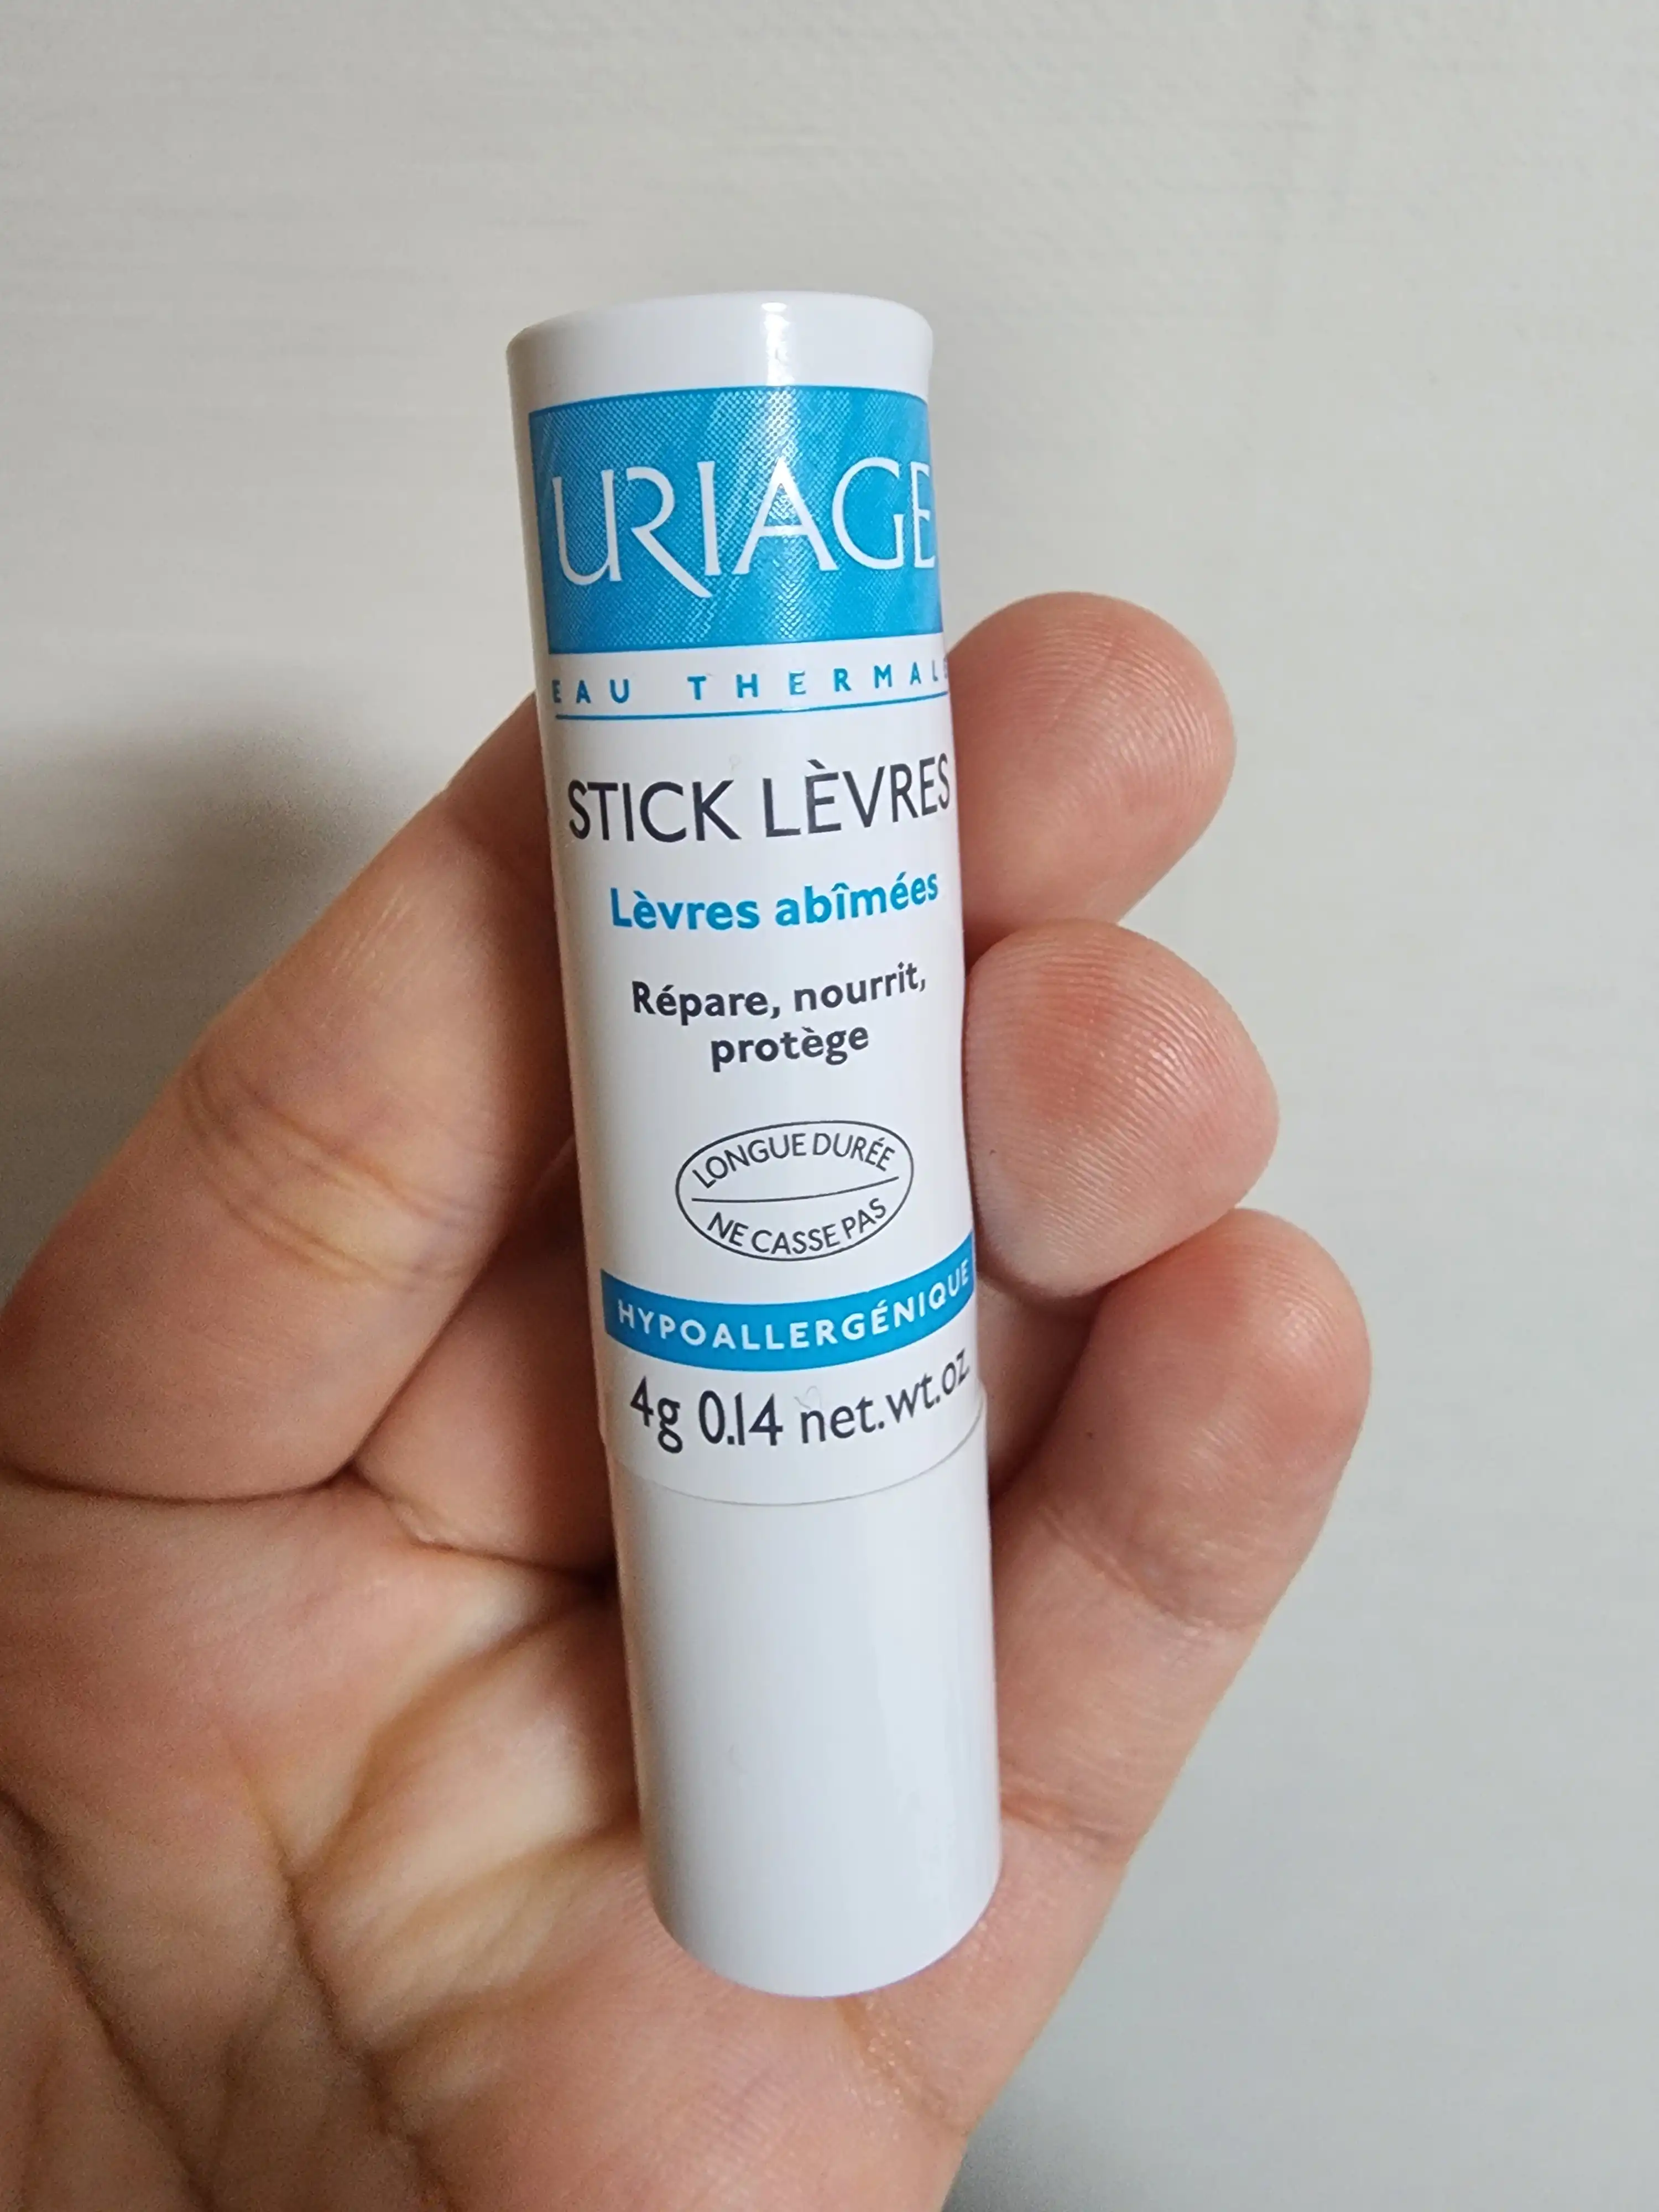 URIAGE
EAU THERMALE
STICK LÈVRES
Lèvres abîmées
Répare, nourrit,
protège
LONGUE DURÉE
NE CASSE PAS
HYPOALLERGÉNIQUE
4g 0.14 net.wt.oz.